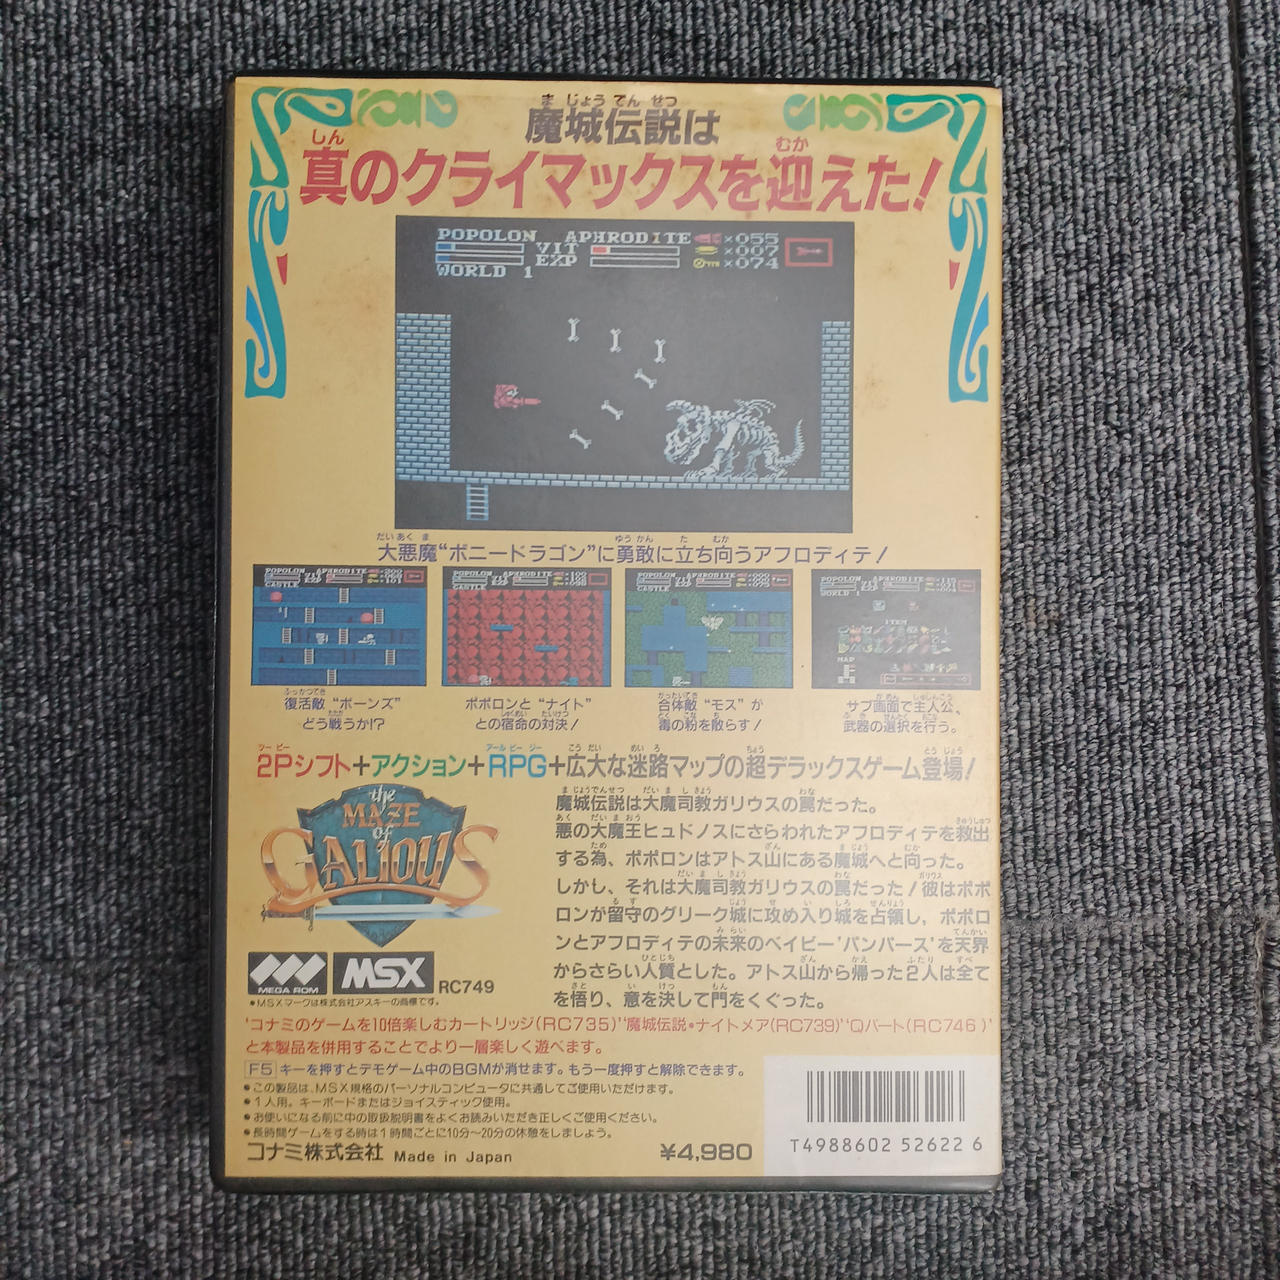 魔城伝説は
真のクライマックスを迎えた!
POPOLON APHRODITE ×055
VIT ×007
EXP ×074
WORLD 1
大悪魔“ボニードラゴン”に勇敢に立ち向うアフロディテ!
復活敵 “ボーンズ”
どう戦うか!?
ポポロンと “ナイト”
との宿命の対決!
合体敵 “モス” が
毒の粉を散らす!
サブ画面で主人公、
武器の選択を行う。
2Pシフト+アクション+RPG+広大な迷路マップの超デラックスゲーム登場!
the
MAZE
of
GALIOUS
魔城伝説は大魔司教ガリウスの罠だった。
悪の大魔王ヒュドノスにさらわれたアフロディテを救出
する為、ポポロンはアトス山にある魔城へと向った。
しかし、それは大魔司教ガリウスの罠だった!彼はポポ
ロンが留守のグリーク城に攻め入り城を占領し、ポポロ
ンとアフロディテの未来のベイビー'パンパース'を天界
からさらい人質とした。アトス山から帰った2人は全て
を悟り、意を決して門をくぐった。
MEGA ROM MSX RC749
●MSXマークは株式会社アスキーの商標です。
'コナミのゲームを10倍楽しむカートリッジ(RC735)''魔城伝説・ナイトメア(RC739)''Qバート(RC746)'
と本製品を併用することでより一層楽しく遊べます。
F5 キーを押すとデモゲーム中のBGMが消せます。もう一度押すと解除できます。
●この製品は、MSX規格のパーソナルコンピュータに共通してご使用いただけます。
●1人用。キーボードまたはジョイスティック使用。
●お使いになる前に中の取扱説明書をよくお読みいただき正しくご使用ください。
●長時間ゲームをする時は1時間ごとに10分〜20分の休憩をしましょう。
コナミ株式会社 Made in Japan ¥4,980
T4988602 52622 6